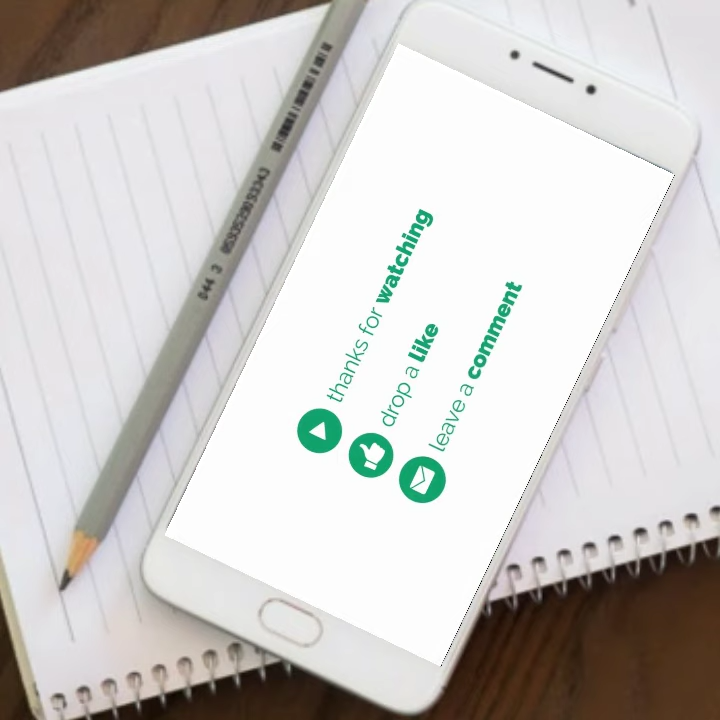 thanks for watching
drop a like
leave a comment